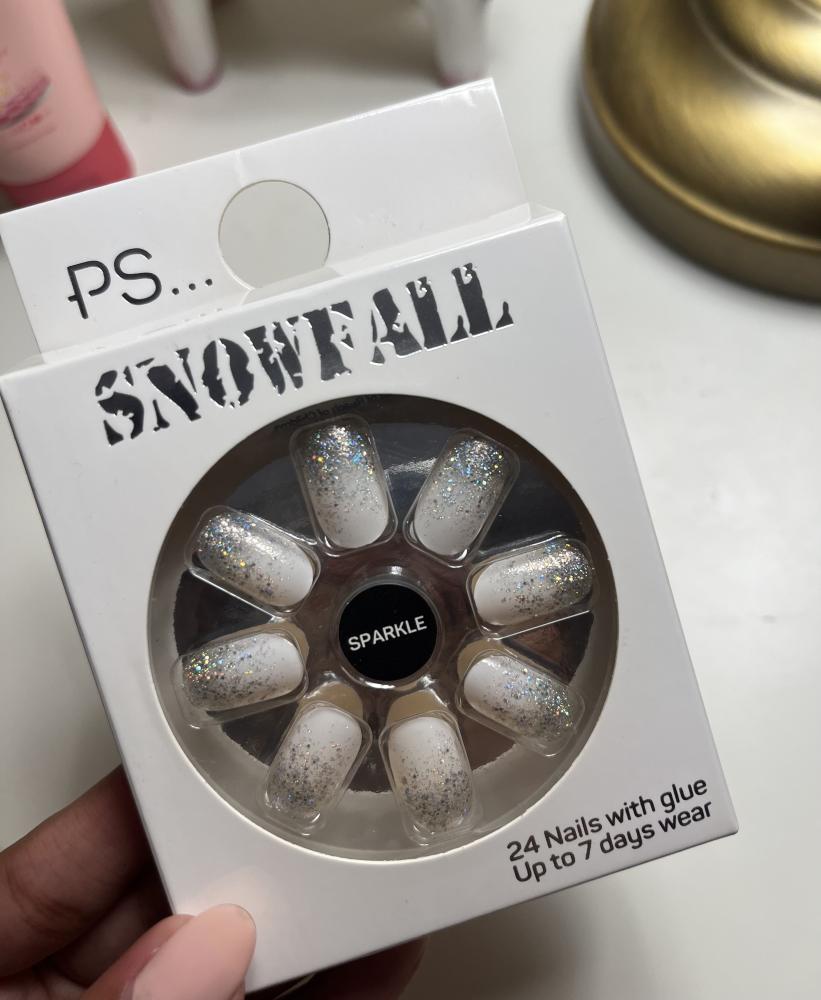 PS...
SNOWFALL
SPARKLE
24 Nails with glue
Up to 7 days wear